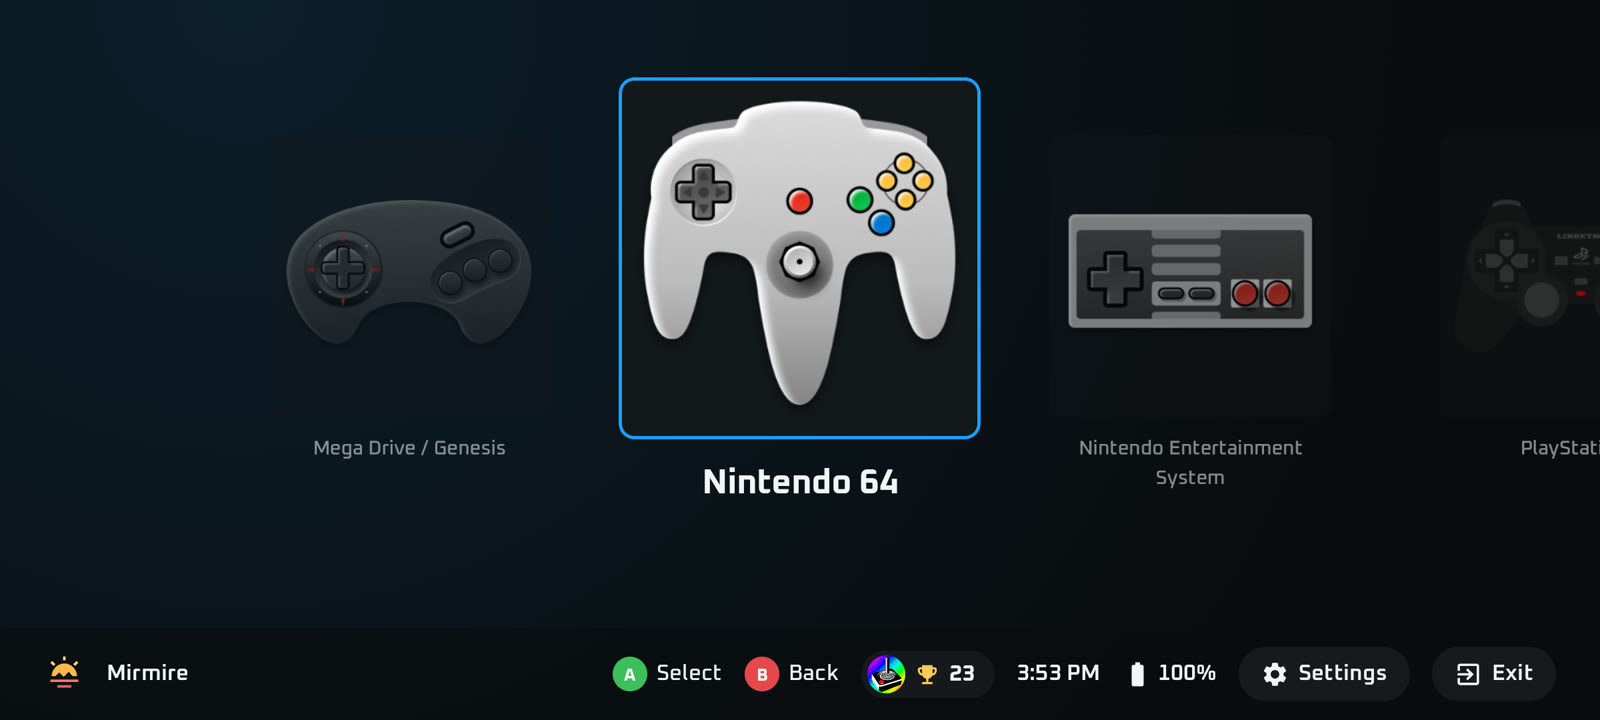 Mega Drive / Genesis
Nintendo 64
Nintendo Entertainment
System
Mirmire
A Select
B Back
23
3:53 PM
100%
Settings
Exit